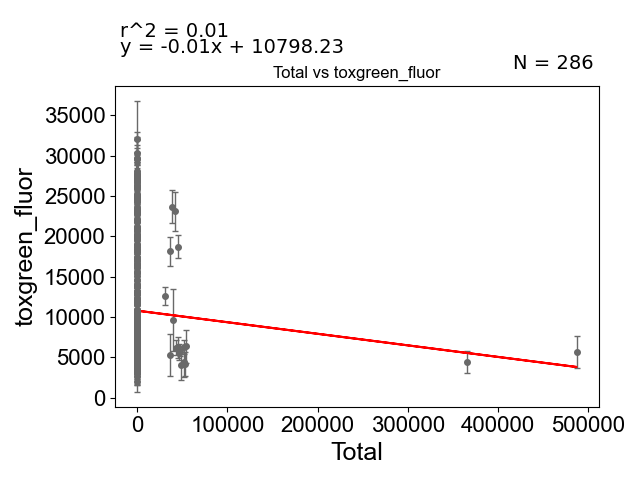 r^2 = 0.01
y = -0.01x + 10798.23
N = 286
Total vs toxgreen_fluor
35000
30000
25000
20000
15000
10000
5000
0
toxgreen_fluor
0 100000 200000 300000 400000 500000
Total